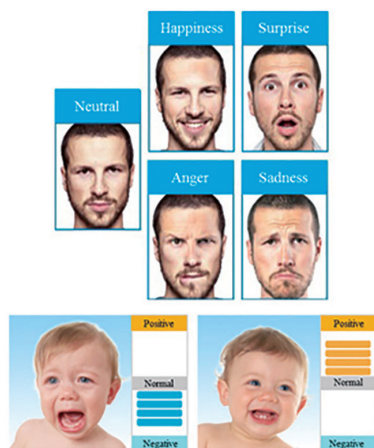 Happiness
Surprise
Neutral
Anger
Sadness
Positive
Positive
Normal
Normal
Negative
Negative